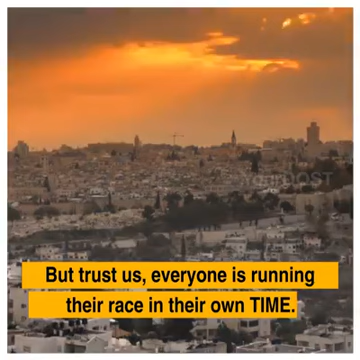 But trust us, everyone is running
their race in their own TIME.